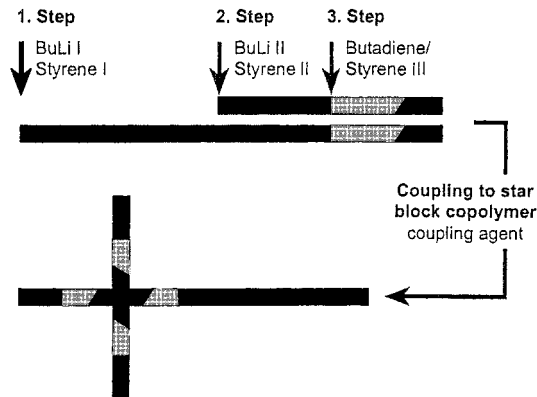 1. Step
BuLi I
Styrene I
2. Step
BuLi II
Styrene II
3. Step
Butadiene/
Styrene III
Coupling to star
block copolymer
coupling agent